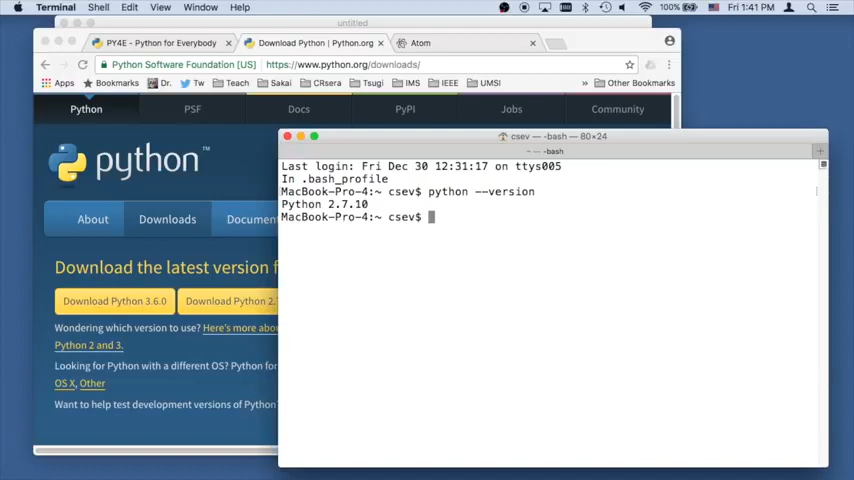 Terminal Shell Edit View Window Help 100% Fri 1:41 PM
untitled
PY4E - Python for Everybody × Download Python | Python.org × Atom ×
Python Software Foundation [US] https://www.python.org/downloads/
Apps Bookmarks Dr. Tw Teach Sakai CRsera Tsugi IMS IEEE UMSI » Other Bookmarks
Python PSF Docs PyPI Jobs Community
python™
About Downloads Document
Download the latest version f
Download Python 3.6.0 Download Python 2.7
Wondering which version to use? Here's more abou
Python 2 and 3.
Looking for Python with a different OS? Python for
OS X, Other
Want to help test development versions of Python?
csev — -bash — 80×24
~ — -bash +
Last login: Fri Dec 30 12:31:17 on ttys005
In .bash_profile
MacBook-Pro-4:~ csev$ python --version
Python 2.7.10
MacBook-Pro-4:~ csev$